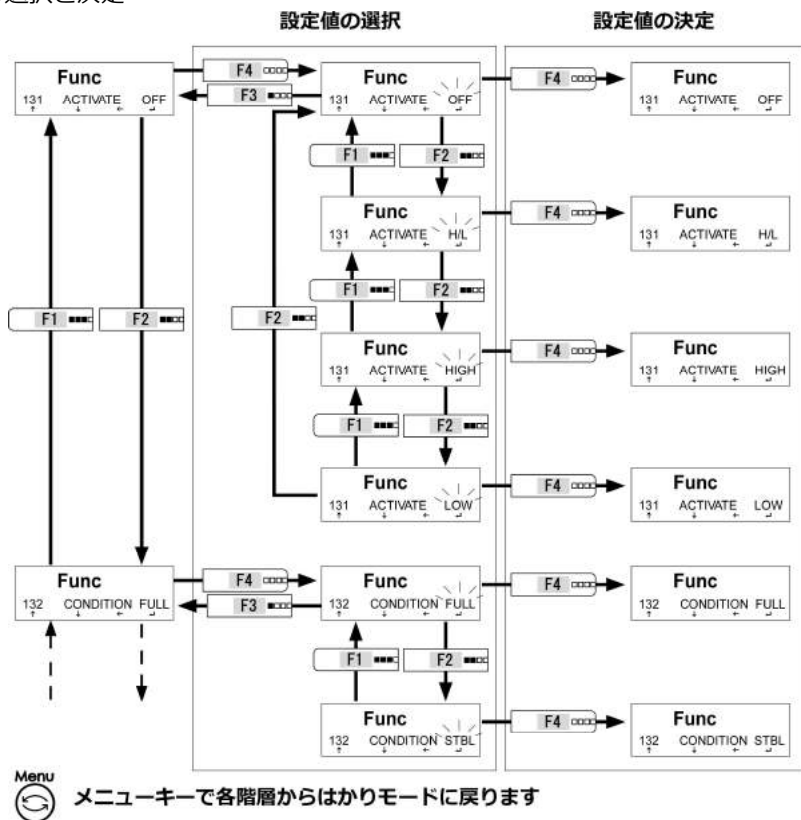 選択と決定
設定値の選択 設定値の決定
Func F4 Func F4 Func
131 ACTIVATE OFF F3 131 ACTIVATE OFF 131 ACTIVATE OFF
F1 F2
Func F4 Func
131 ACTIVATE H/L 131 ACTIVATE H/L
F1 F2
F1 F2 F2
Func F4 Func
131 ACTIVATE HIGH 131 ACTIVATE HIGH
F1 F2
Func F4 Func
131 ACTIVATE LOW 131 ACTIVATE LOW
Func F4 Func F4 Func
132 CONDITION FULL F3 132 CONDITION FULL 132 CONDITION FULL
F1 F2
Func F4 Func
132 CONDITION STBL 132 CONDITION STBL
Menu
メニューキーで各階層からはかりモードに戻ります